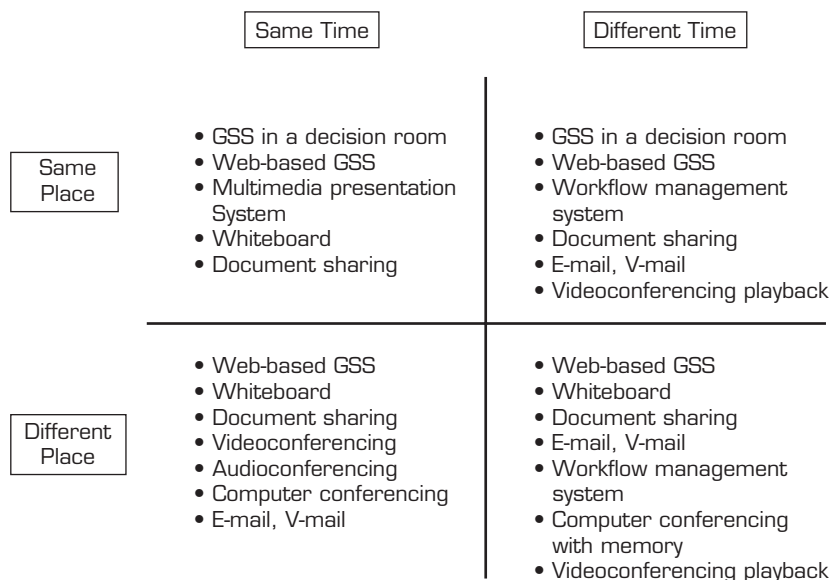 Same Time
Different Time
Same
Place
• GSS in a decision room
• Web-based GSS
• Multimedia presentation
System
• Whiteboard
• Document sharing
• GSS in a decision room
• Web-based GSS
• Workflow management
system
• Document sharing
• E-mail, V-mail
• Videoconferencing playback
Different
Place
• Web-based GSS
• Whiteboard
• Document sharing
• Videoconferencing
• Audioconferencing
• Computer conferencing
• E-mail, V-mail
• Web-based GSS
• Whiteboard
• Document sharing
• E-mail, V-mail
• Workflow management
system
• Computer conferencing
with memory
• Videoconferencing playback